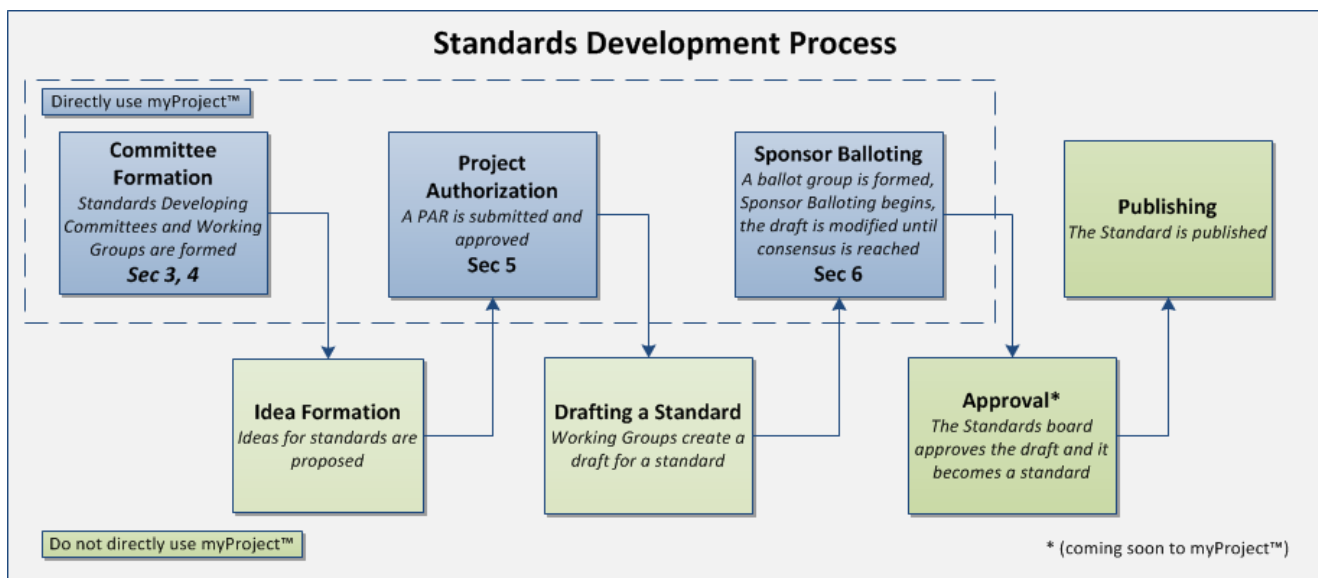 Standards Development Process
Directly use myProject™
Committee
Formation
Standards Developing
Committees and Working
Groups are formed
Sec 3, 4
Project
Authorization
A PAR is submitted and
approved
Sec 5
Sponsor Balloting
A ballot group is formed,
Sponsor Balloting begins,
the draft is modified until
consensus is reached
Sec 6
Publishing
The Standard is published
Idea Formation
Ideas for standards are
proposed
Drafting a Standard
Working Groups create a
draft for a standard
Approval*
The Standards board
approves the draft and it
becomes a standard
Do not directly use myProject™
* (coming soon to myProject™)